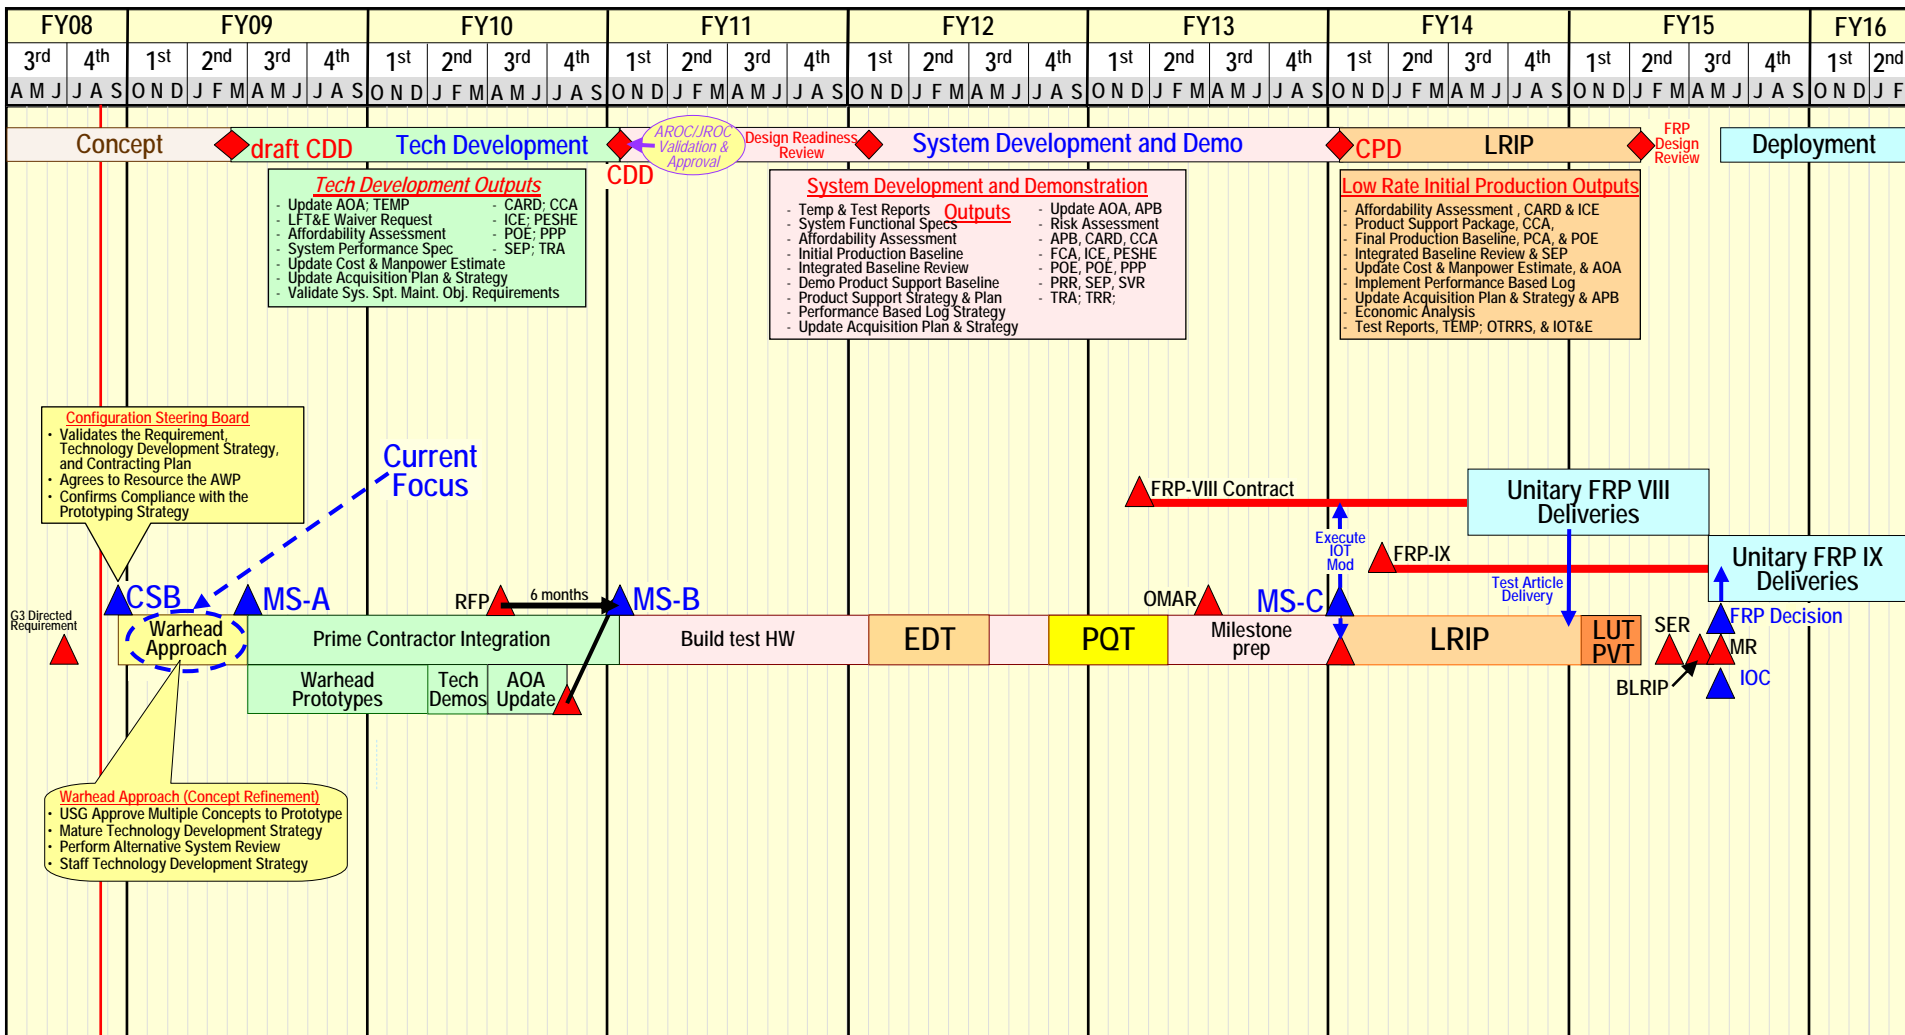 FY08 FY09 FY10 FY11 FY12 FY13 FY14 FY15 FY16
3rd 4th 1st 2nd 3rd 4th 1st 2nd 3rd 4th 1st 2nd 3rd 4th 1st 2nd 3rd 4th 1st 2nd 3rd 4th 1st 2nd 3rd 4th 1st 2nd 3rd 4th 1st 2nd
A M J J A S O N D J F M A M J J A S O N D J F M A M J J A S O N D J F M A M J J A S O N D J F M A M J J A S O N D J F M A M J J A S O N D J F M A M J J A S O N D J F M A M J J A S O N D J F
Concept
draft CDD
Tech Development
CDD
AROC/JROC
Validation &
Approval
Design Readiness
Review
System Development and Demo
CPD
LRIP
FRP
Design
Review
Deployment
Tech Development Outputs
- Update AOA; TEMP - CARD; CCA
- LFT&E Waiver Request - ICE; PESHE
- Affordability Assessment - POE; PPP
- System Performance Spec - SEP; TRA
- Update Cost & Manpower Estimate
- Update Acquisition Plan & Strategy
- Validate Sys. Spt. Maint. Obj. Requirements
System Development and Demonstration
Outputs
- Temp & Test Reports - Update AOA, APB
- System Functional Specs - Risk Assessment
- Affordability Assessment - APB, CARD, CCA
- Initial Production Baseline - FCA, ICE, PESHE
- Integrated Baseline Review - POE, POE, PPP
- Demo Product Support Baseline - PRR, SEP, SVR
- Product Support Strategy & Plan - TRA; TRR;
- Performance Based Log Strategy
- Update Acquisition Plan & Strategy
Low Rate Initial Production Outputs
- Affordability Assessment , CARD & ICE
- Product Support Package, CCA,
- Final Production Baseline, PCA, & POE
- Integrated Baseline Review & SEP
- Update Cost & Manpower Estimate, & AOA
- Implement Performance Based Log
- Update Acquisition Plan & Strategy & APB
- Economic Analysis
- Test Reports, TEMP; OTRRS, & IOT&E
Configuration Steering Board
• Validates the Requirement,
Technology Development Strategy,
and Contracting Plan
• Agrees to Resource the AWP
• Confirms Compliance with the
Prototyping Strategy
Current
Focus
FRP-VIII Contract
Unitary FRP VIII
Deliveries
Execute
IOT
Mod
FRP-IX
Test Article
Delivery
Unitary FRP IX
Deliveries
G3 Directed
Requirement
CSB
MS-A
RFP
6 months
MS-B
OMAR
MS-C
FRP Decision
Warhead
Approach
Prime Contractor Integration
Build test HW
EDT
PQT
Milestone
prep
LRIP
LUT
PVT
SER
MR
BLRIP
IOC
Warhead
Prototypes
Tech
Demos
AOA
Update
Warhead Approach (Concept Refinement)
• USG Approve Multiple Concepts to Prototype
• Mature Technology Development Strategy
• Perform Alternative System Review
• Staff Technology Development Strategy